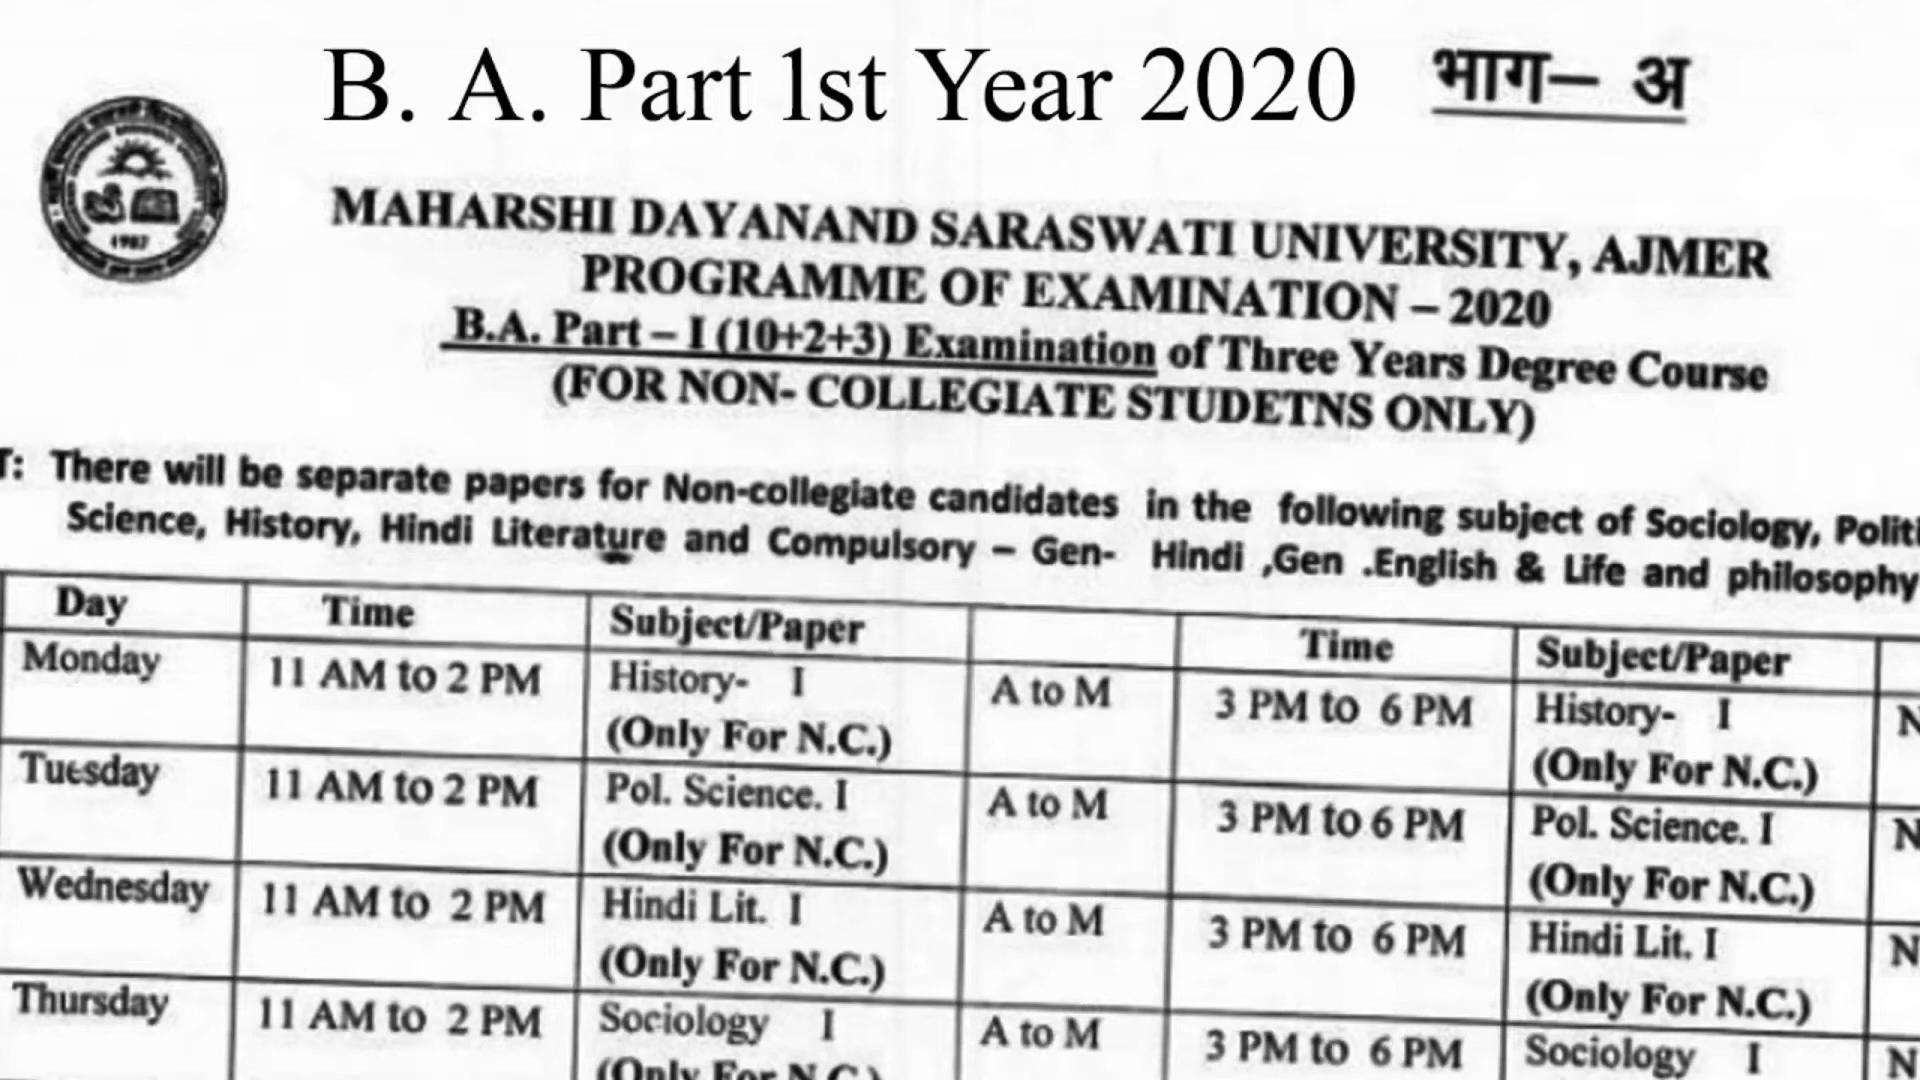 B. A. Part 1st Year 2020 भाग– अ
1987
MAHARSHI DAYANAND SARASWATI UNIVERSITY, AJMER
PROGRAMME OF EXAMINATION – 2020
B.A. Part – I (10+2+3) Examination of Three Years Degree Course
(FOR NON- COLLEGIATE STUDETNS ONLY)
T: There will be separate papers for Non-collegiate candidates in the following subject of Sociology, Politi
Science, History, Hindi Literature and Compulsory – Gen- Hindi ,Gen .English & Life and philosophy
Day Time Subject/Paper Time Subject/Paper
Monday 11 AM to 2 PM History- I A to M 3 PM to 6 PM History- I N
(Only For N.C.) (Only For N.C.)
Tuesday 11 AM to 2 PM Pol. Science. I A to M 3 PM to 6 PM Pol. Science. I N
(Only For N.C.) (Only For N.C.)
Wednesday 11 AM to 2 PM Hindi Lit. I A to M 3 PM to 6 PM Hindi Lit. I N
(Only For N.C.) (Only For N.C.)
Thursday 11 AM to 2 PM Sociology I A to M 3 PM to 6 PM Sociology I N
(Only For N.C.)